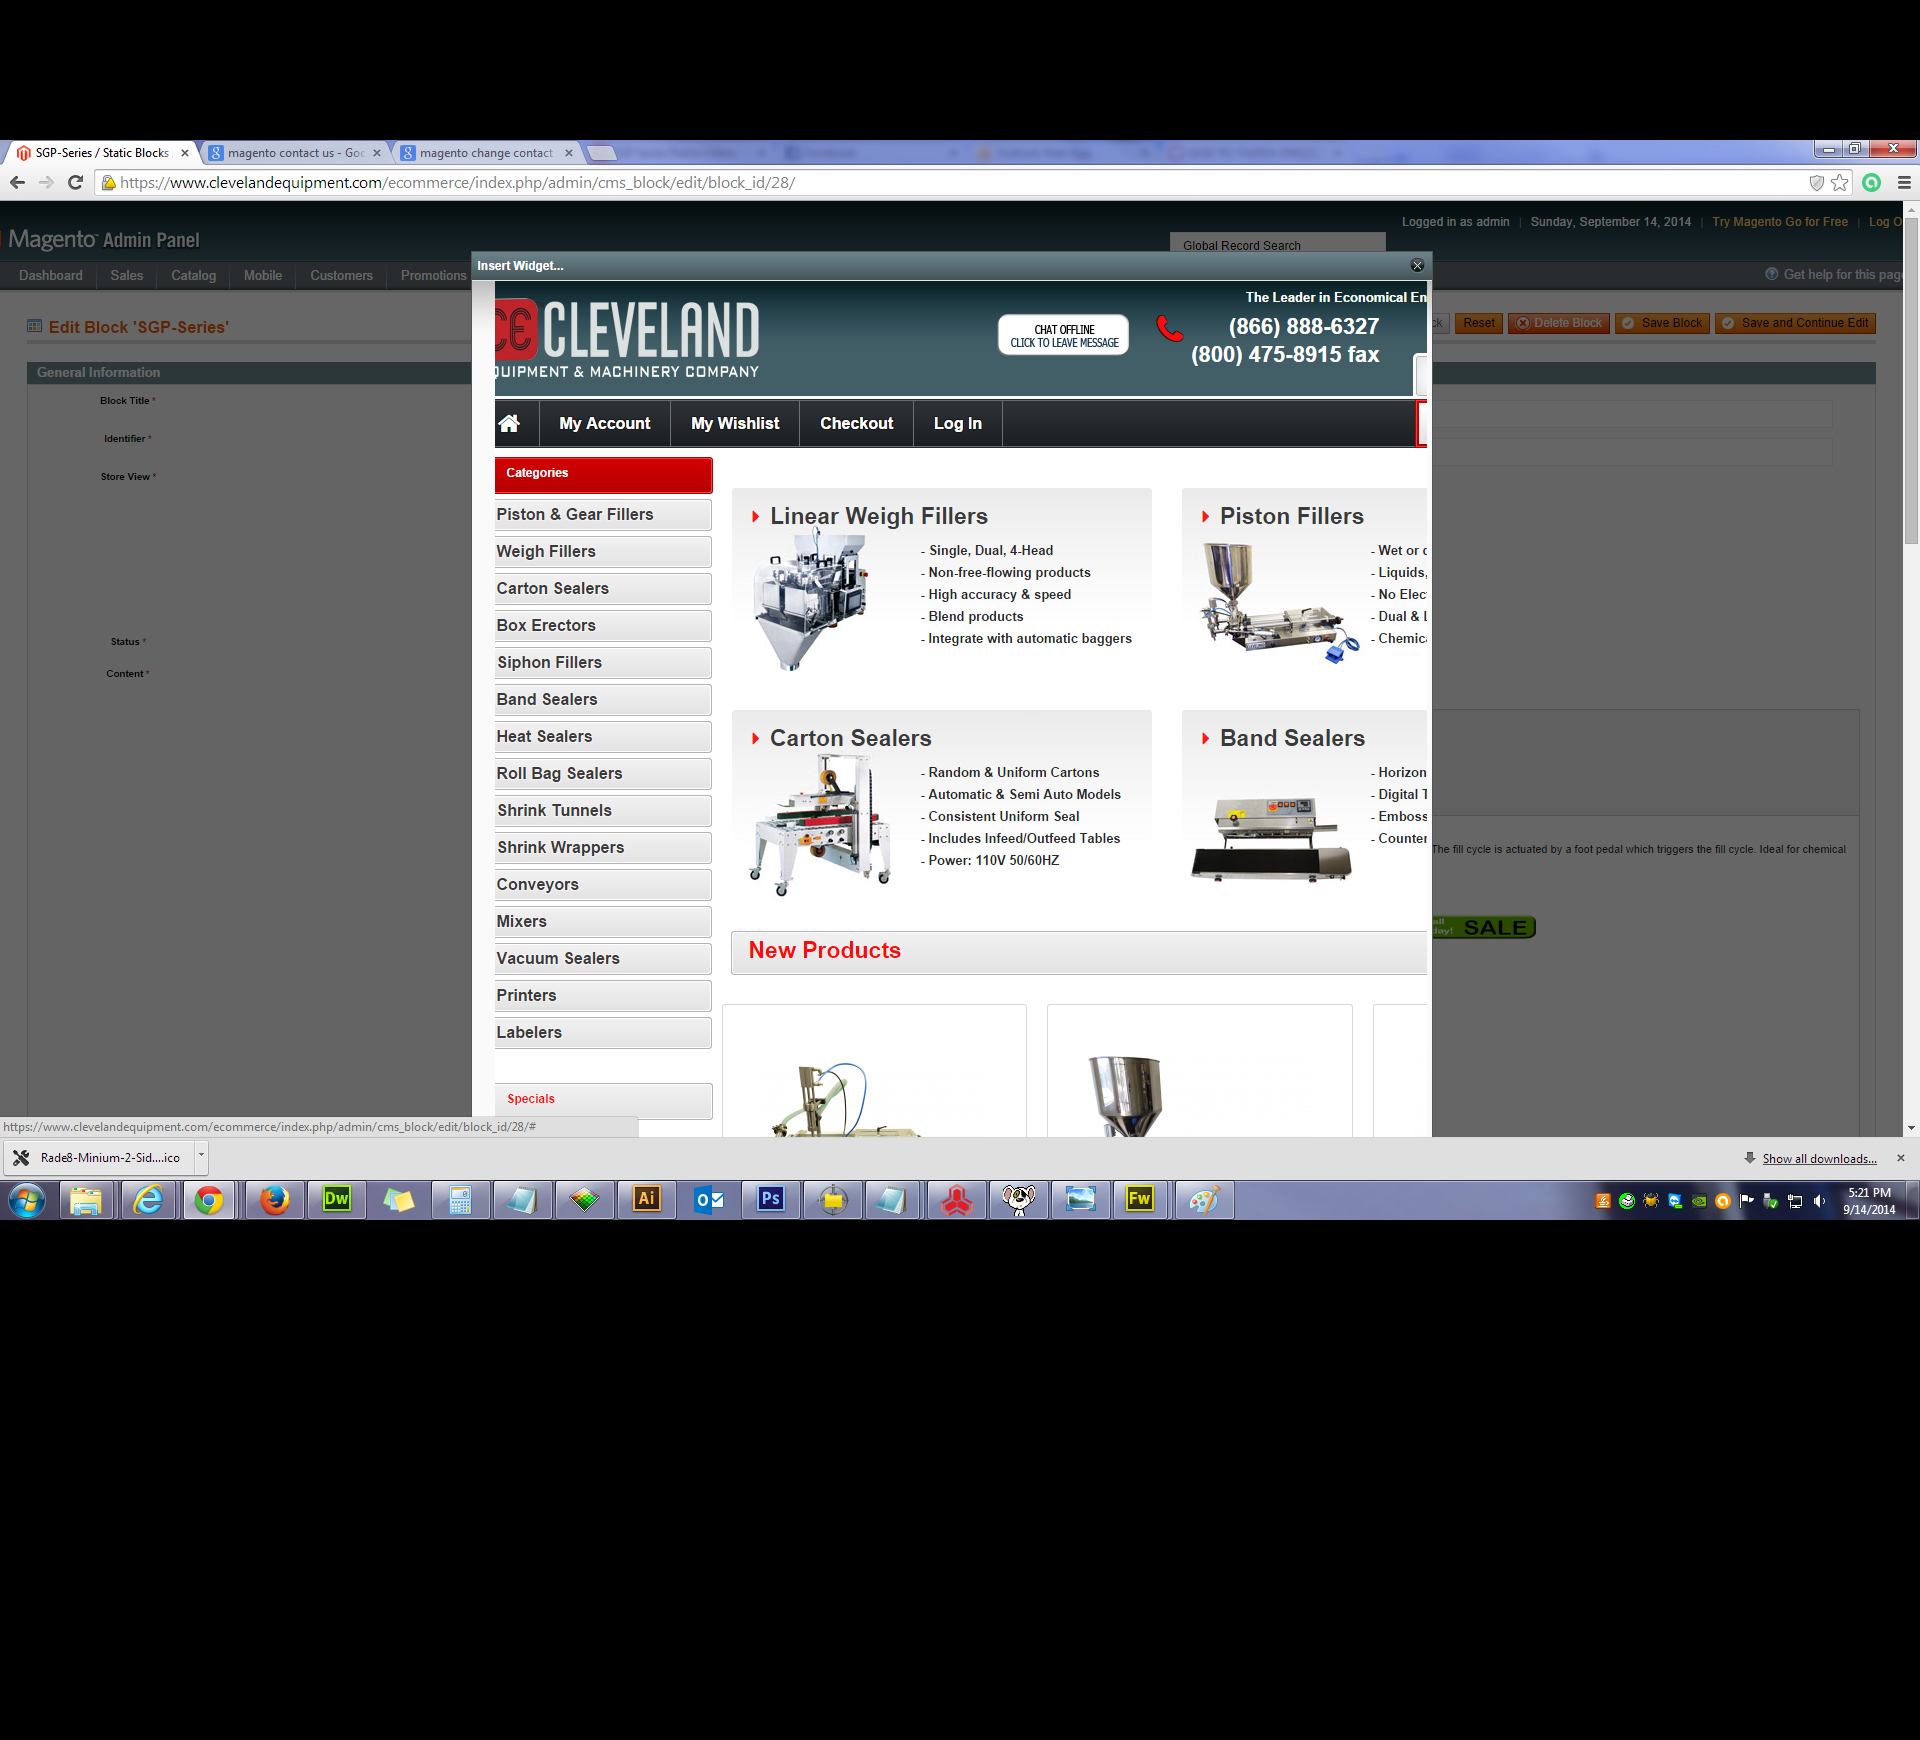 SGP-Series / Static Blocks
magento contact us - Goo
magento change contact
https://www.clevelandequipment.com/ecommerce/index.php/admin/cms_block/edit/block_id/28/
Logged in as admin | Sunday, September 14, 2014 | Try Magento Go for Free | Log O
Magento Admin Panel
Global Record Search
Dashboard Sales Catalog Mobile Customers Promotions
Get help for this page
Insert Widget...
Edit Block 'SGP-Series'
ck Reset Delete Block Save Block Save and Continue Edit
General Information
Block Title *
Identifier *
Store View *
Status *
Content *
CE CLEVELAND
QUIPMENT & MACHINERY COMPANY
CHAT OFFLINE
CLICK TO LEAVE MESSAGE
The Leader in Economical En
(866) 888-6327
(800) 475-8915 fax
My Account My Wishlist Checkout Log In
Categories
Piston & Gear Fillers
Weigh Fillers
Carton Sealers
Box Erectors
Siphon Fillers
Band Sealers
Heat Sealers
Roll Bag Sealers
Shrink Tunnels
Shrink Wrappers
Conveyors
Mixers
Vacuum Sealers
Printers
Labelers
Specials
Linear Weigh Fillers
- Single, Dual, 4-Head
- Non-free-flowing products
- High accuracy & speed
- Blend products
- Integrate with automatic baggers
Piston Fillers
- Wet or d
- Liquids,
- No Elec
- Dual & D
- Chemica
Carton Sealers
- Random & Uniform Cartons
- Automatic & Semi Auto Models
- Consistent Uniform Seal
- Includes Infeed/Outfeed Tables
- Power: 110V 50/60HZ
Band Sealers
- Horizon
- Digital T
- Emboss
- Counter
The fill cycle is actuated by a foot pedal which triggers the fill cycle. Ideal for chemical
all
day! SALE
New Products
https://www.clevelandequipment.com/ecommerce/index.php/admin/cms_block/edit/block_id/28/#
Rade8-Minium-2-Sid....ico
Show all downloads...
Dw Ai Ps Fw
5:21 PM
9/14/2014